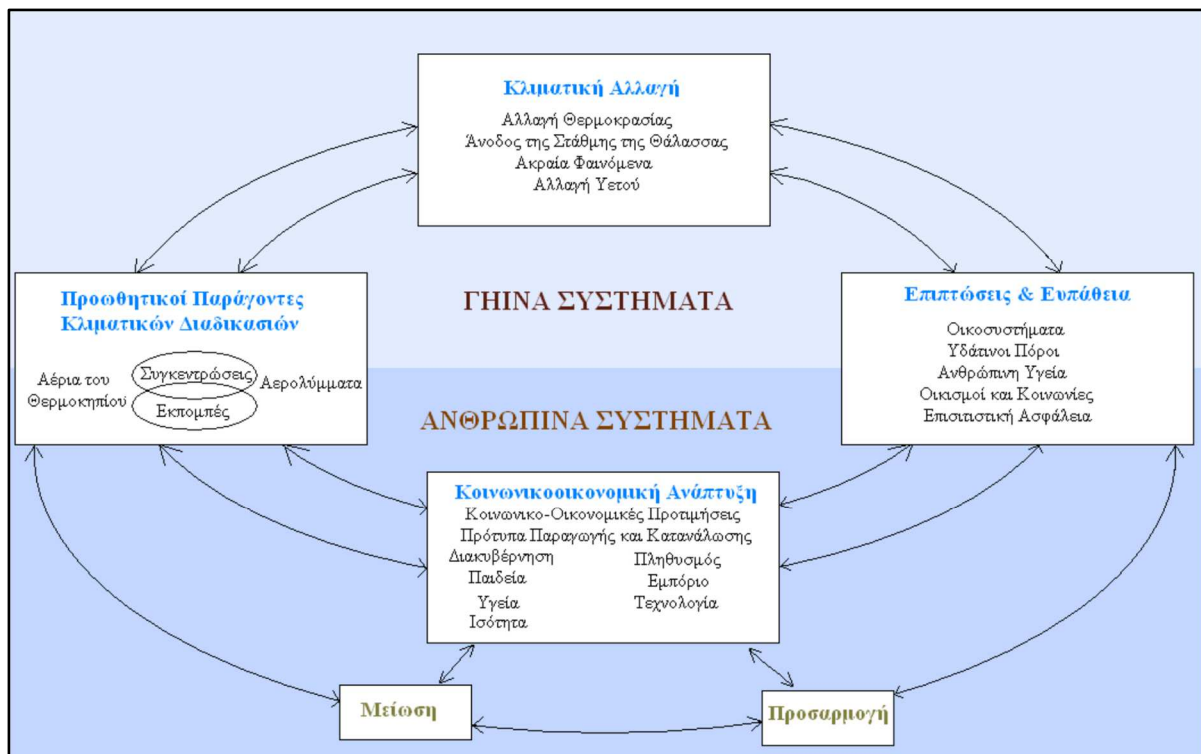 Κλιματική Αλλαγή
Αλλαγή Θερμοκρασίας
Άνοδος της Στάθμης της Θάλασσας
Ακραία Φαινόμενα
Αλλαγή Υετού
Προωθητικοί Παράγοντες
Κλιματικών Διαδικασιών
Αέρια του
Θερμοκηπίου
Συγκεντρώσεις
Εκπομπές
Αερολύμματα
ΓΗΙΝΑ ΣΥΣΤΗΜΑΤΑ
Επιπτώσεις & Ευπάθεια
Οικοσυστήματα
Υδάτινοι Πόροι
Ανθρώπινη Υγεία
Οικισμοί και Κοινωνίες
Επισιτιστική Ασφάλεια
ΑΝΘΡΩΠΙΝΑ ΣΥΣΤΗΜΑΤΑ
Κοινωνικοοικονομική Ανάπτυξη
Κοινωνικο-Οικονομικές Προτιμήσεις
Πρότυπα Παραγωγής και Κατανάλωσης
Διακυβέρνηση
Παιδεία
Υγεία
Ισότητα
Πληθυσμός
Εμπόριο
Τεχνολογία
Μείωση
Προσαρμογή